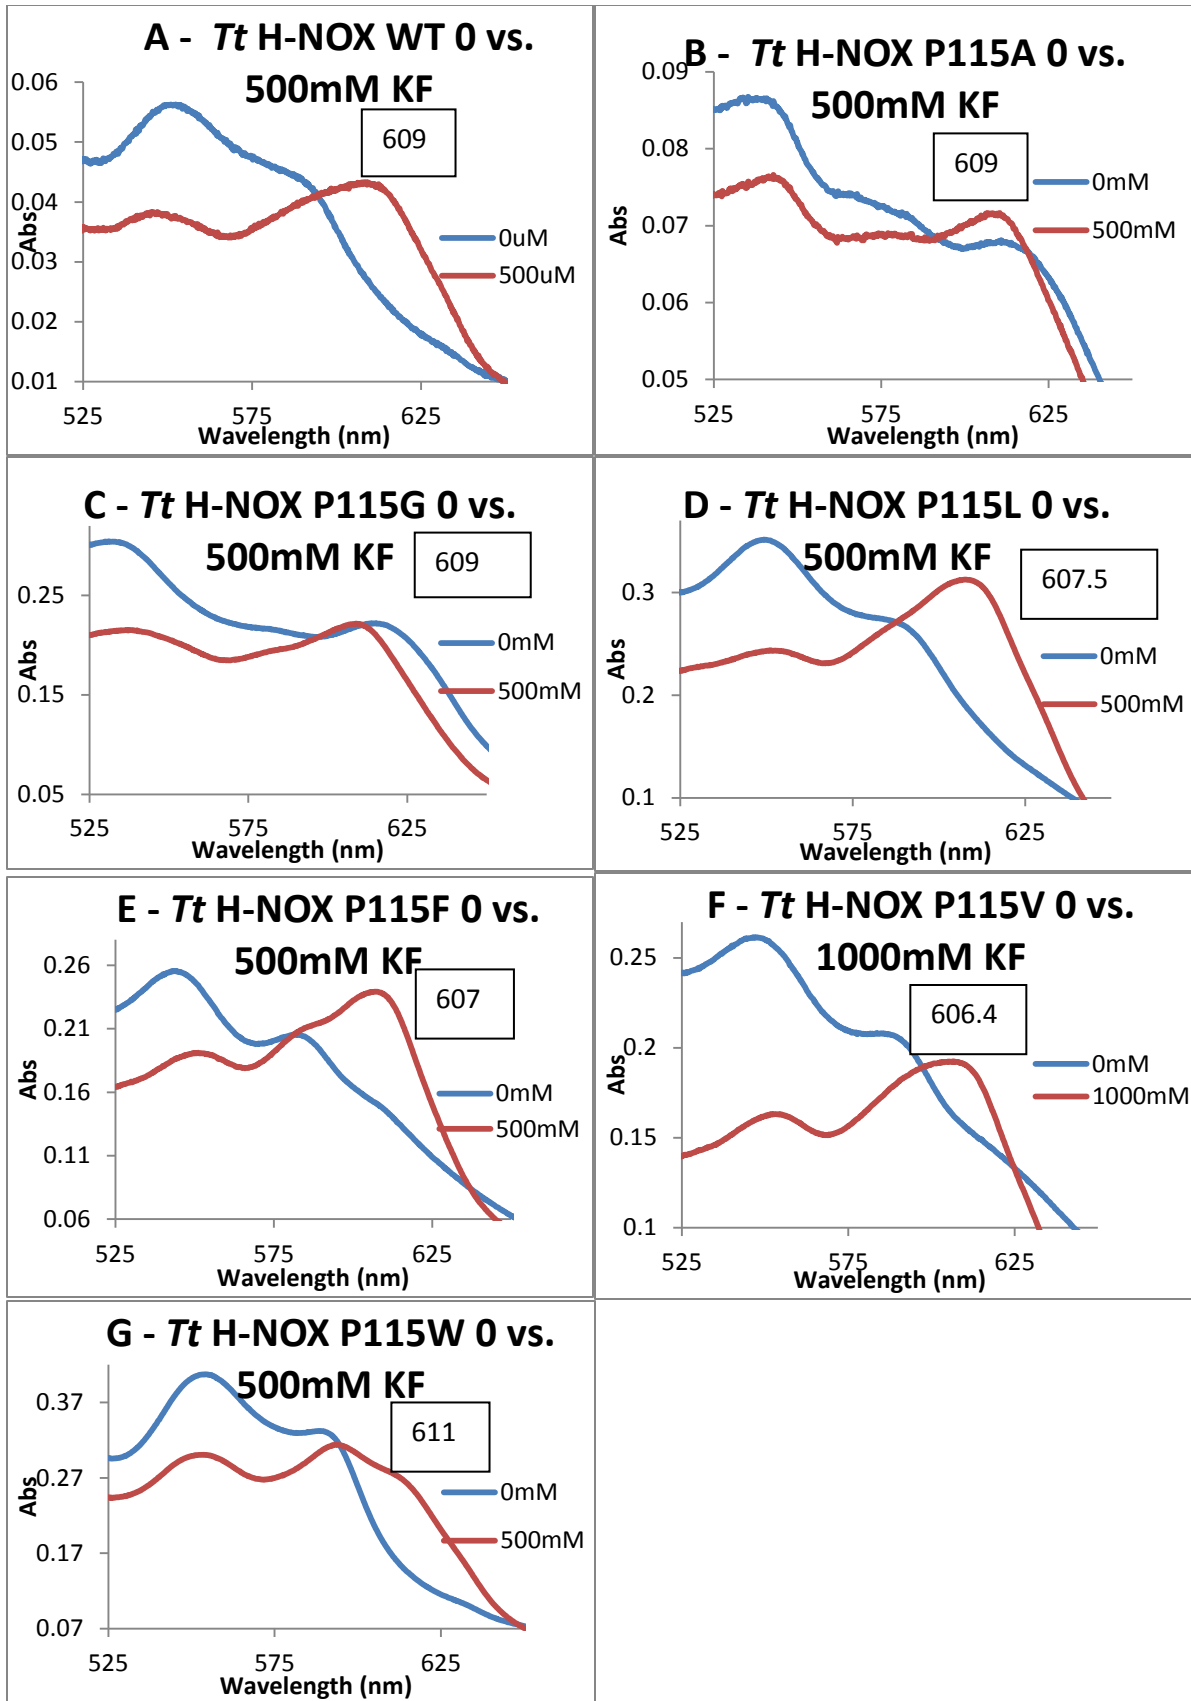 A - Tt H-NOX WT 0 vs.
500mM KF
609
0.06
0.05
0.04
0.03
0.02
0.01
Abs
0uM
500uM
525
575
625
Wavelength (nm)
B - Tt H-NOX P115A 0 vs.
500mM KF
609
0.09
0.08
0.07
0.06
0.05
Abs
0mM
500mM
525
575
625
Wavelength (nm)
C - Tt H-NOX P115G 0 vs.
500mM KF
609
0.25
0.15
0.05
Abs
0mM
500mM
525
575
625
Wavelength (nm)
D - Tt H-NOX P115L 0 vs.
500mM KF
607.5
0.3
0.2
0.1
Abs
0mM
500mM
525
575
625
Wavelength (nm)
E - Tt H-NOX P115F 0 vs.
500mM KF
607
0.26
0.21
0.16
0.11
0.06
Abs
0mM
500mM
525
575
625
Wavelength (nm)
F - Tt H-NOX P115V 0 vs.
1000mM KF
606.4
0.25
0.2
0.15
0.1
Abs
0mM
1000mM
525
575
625
Wavelength (nm)
G - Tt H-NOX P115W 0 vs.
500mM KF
611
0.37
0.27
0.17
0.07
Abs
0mM
500mM
525
575
625
Wavelength (nm)